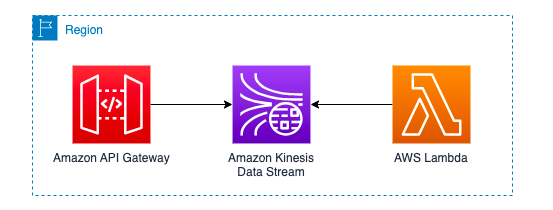 Region
</>
Amazon API Gateway
Amazon Kinesis
Data Stream
AWS Lambda